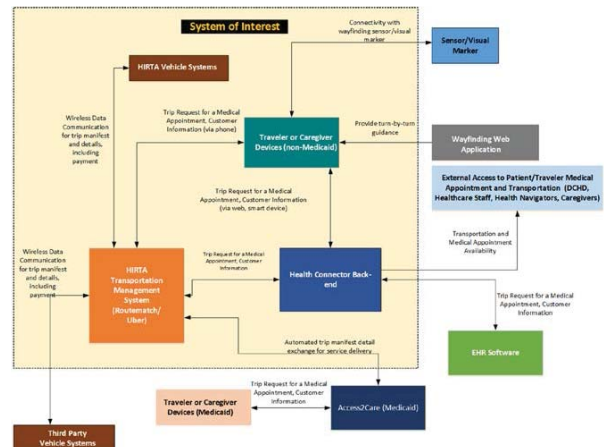 System of Interest
Connectivity with
wayfinding sensor/visual
marker
Sensor/Visual
Marker
HIRTA Vehicle Systems
Wireless Data
Communication
for trip manifest
and details,
including
payment
Trip Request for a Medical
Appointment, Customer
Information (via phone)
Traveler or Caregiver
Devices (non-Medicaid)
Provide turn-by-turn
guidance
Wayfinding Web
Application
Trip Request for a Medical
Appointment, Customer Information
(via web, smart device)
External Access to Patient/Traveler Medical
Appointment and Transportation (DCHD,
Healthcare Staff, Health Navigators, Caregivers)
Transportation and
Medical Appointment
Availability
Wireless Data
Communication
for trip manifest
and details,
including
payment
HIRTA
Transportation
Management
System
(Routematch/
Uber)
Trip Request for a Medical
Appointment, Customer
Information
Health Connector Back-
end
Trip Request for a Medical
Appointment, Customer
Information
EHR Software
Automated trip manifest detail
exchange for service delivery
Traveler or Caregiver
Devices (Medicaid)
Trip Request for a Medical
Appointment, Customer
Information
Access2Care (Medicaid)
Third Party
Vehicle Systems